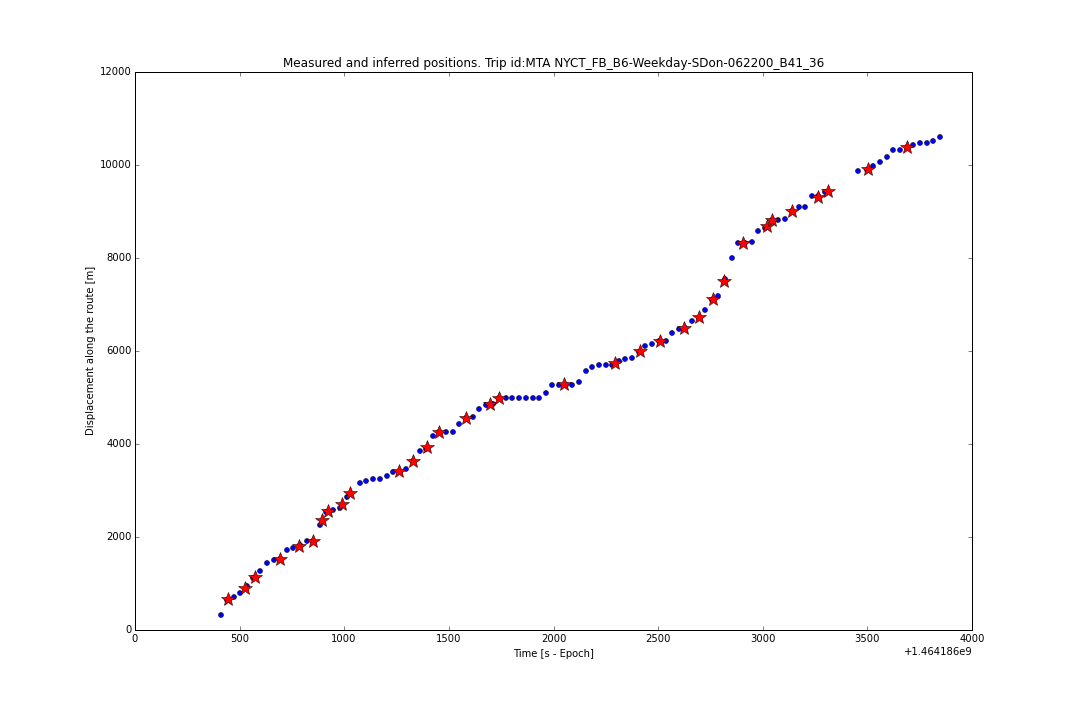 Measured and inferred positions. Trip id:MTA NYCT_FB_B6-Weekday-SDon-062200_B41_36
12000
10000
8000
6000
4000
2000
0
Displacement along the route [m]
0 500 1000 1500 2000 2500 3000 3500 4000
Time [s - Epoch]
+1.464186e9